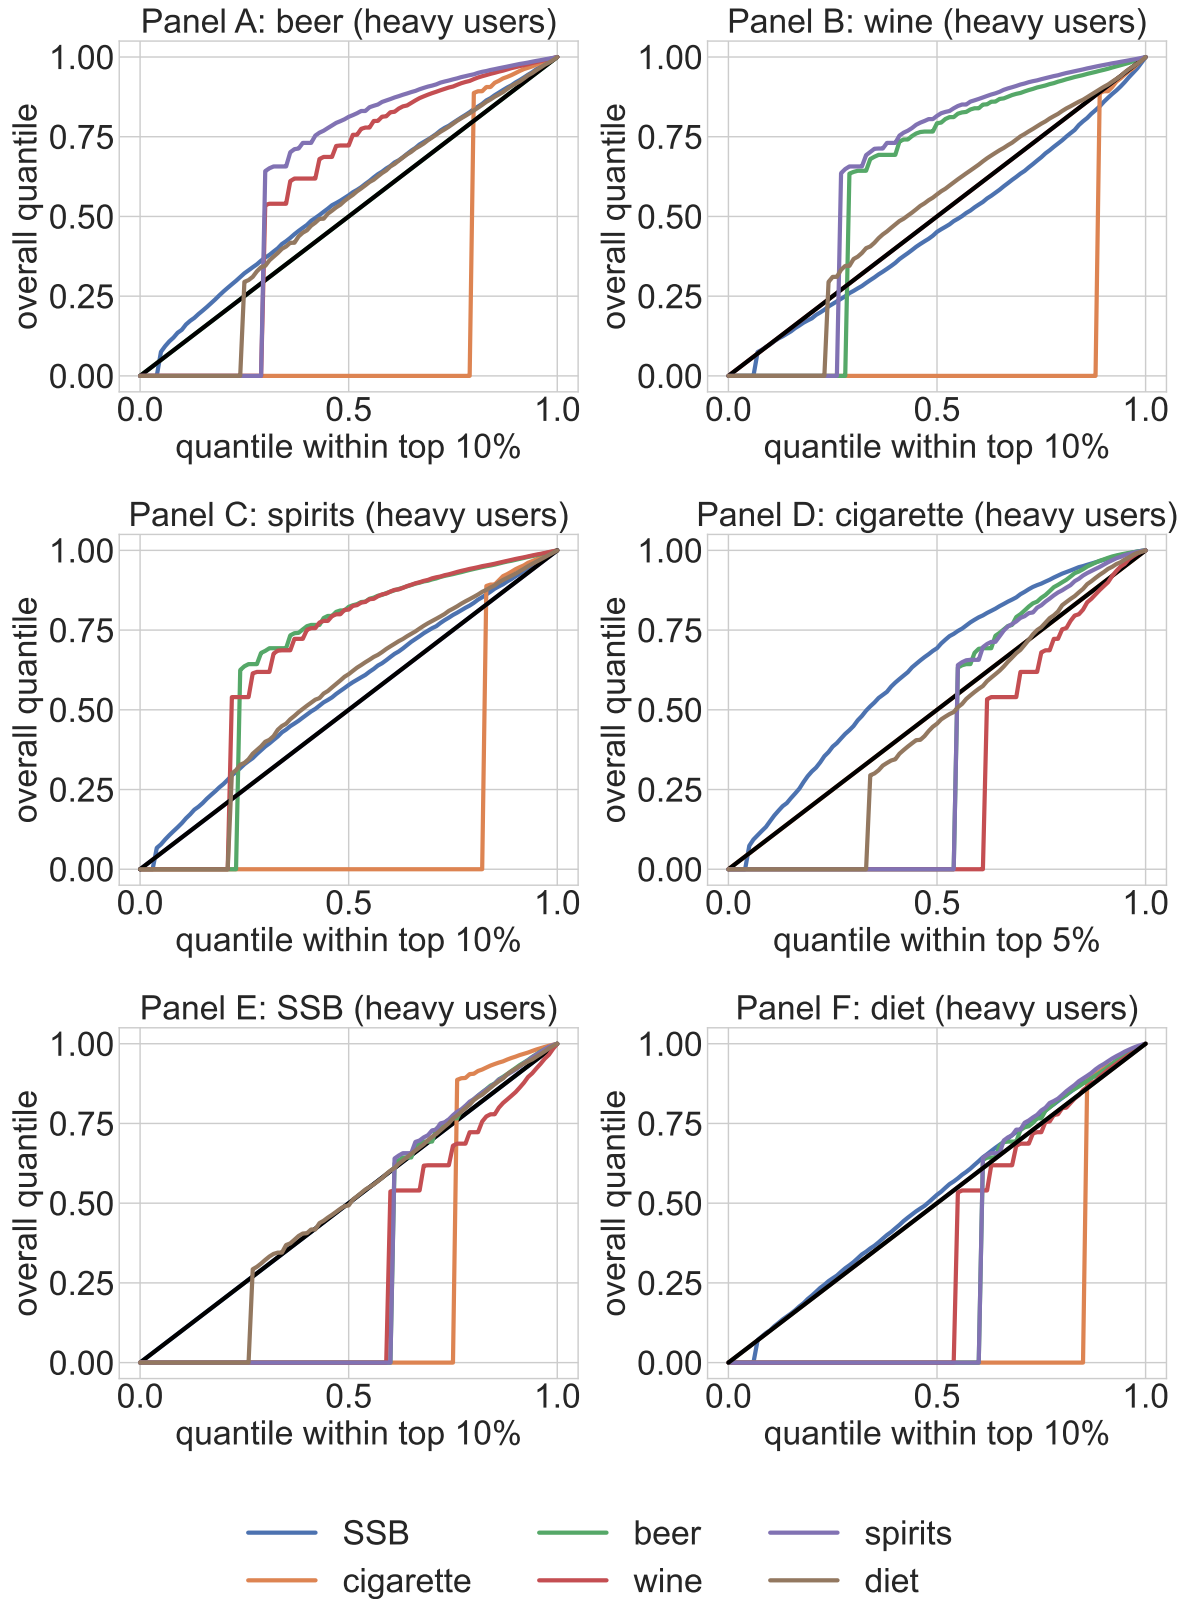 Panel A: beer (heavy users)
1.00
0.75
0.50
0.25
0.00
overall quantile
0.0 0.5 1.0
quantile within top 10%
Panel B: wine (heavy users)
1.00
0.75
0.50
0.25
0.00
overall quantile
0.0 0.5 1.0
quantile within top 10%
Panel C: spirits (heavy users)
1.00
0.75
0.50
0.25
0.00
overall quantile
0.0 0.5 1.0
quantile within top 10%
Panel D: cigarette (heavy users)
1.00
0.75
0.50
0.25
0.00
overall quantile
0.0 0.5 1.0
quantile within top 5%
Panel E: SSB (heavy users)
1.00
0.75
0.50
0.25
0.00
overall quantile
0.0 0.5 1.0
quantile within top 10%
Panel F: diet (heavy users)
1.00
0.75
0.50
0.25
0.00
overall quantile
0.0 0.5 1.0
quantile within top 10%
SSB beer spirits
cigarette wine diet